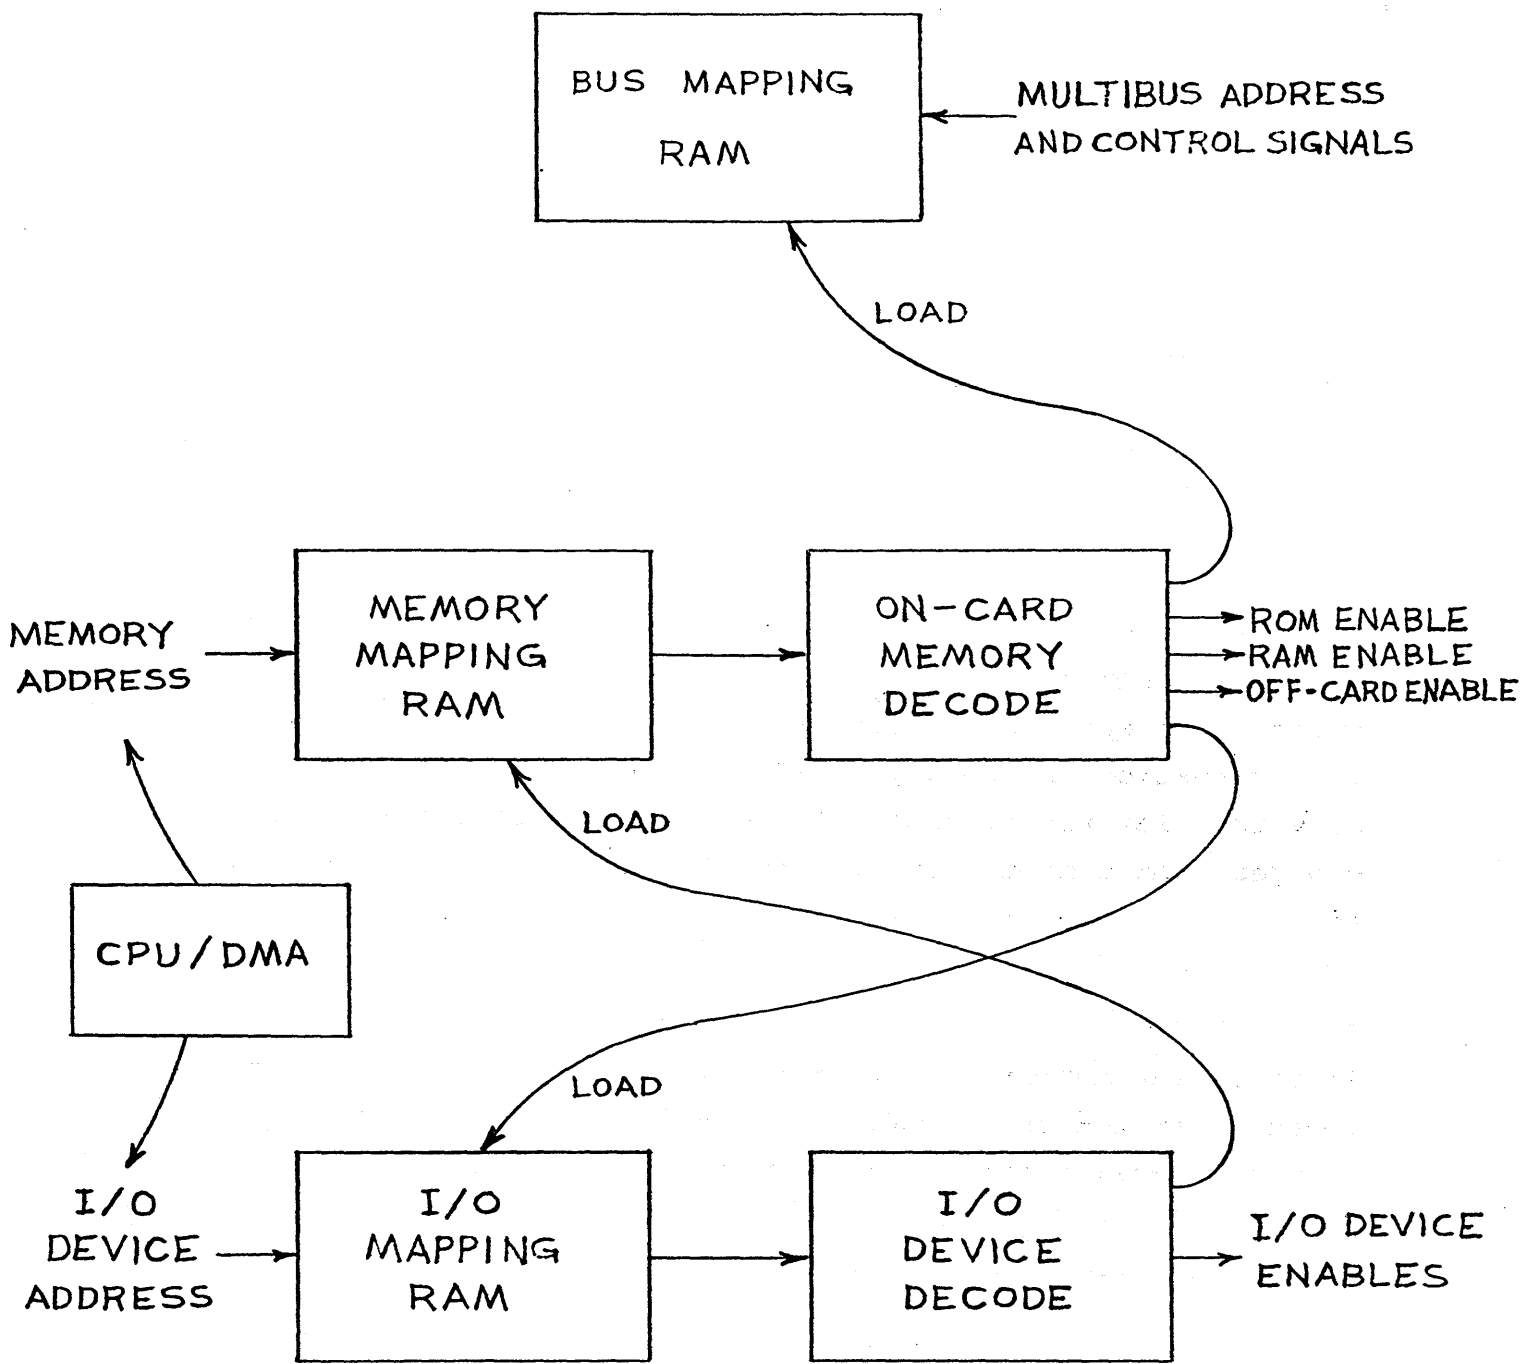 BUS MAPPING
RAM
MULTIBUS ADDRESS
AND CONTROL SIGNALS
LOAD
MEMORY
ADDRESS
MEMORY
MAPPING
RAM
ON-CARD
MEMORY
DECODE
ROM ENABLE
RAM ENABLE
OFF-CARD ENABLE
LOAD
CPU/DMA
LOAD
I/O
DEVICE
ADDRESS
I/O
MAPPING
RAM
I/O
DEVICE
DECODE
I/O DEVICE
ENABLES